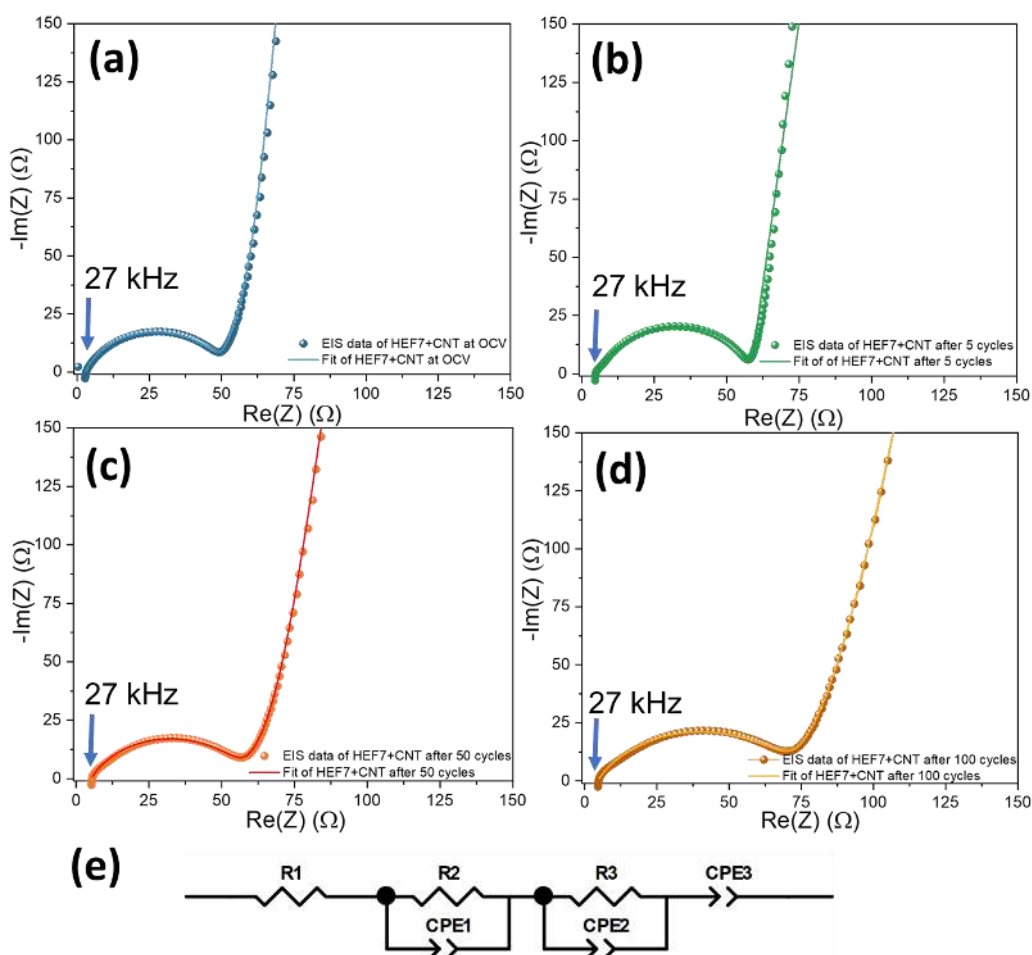 (a)
150
125
100
75
50
25
0
-Im(Z) (Ω)
27 kHz
EIS data of HEF7+CNT at OCV
Fit of HEF7+CNT at OCV
0 25 50 75 100 125 150
Re(Z) (Ω)
(b)
150
125
100
75
50
25
0
-Im(Z) (Ω)
27 kHz
EIS data of HEF7+CNT after 5 cycles
Fit of of HEF7+CNT after 5 cycles
0 25 50 75 100 125 150
Re(Z) (Ω)
(c)
150
125
100
75
50
25
0
-Im(Z) (Ω)
27 kHz
EIS data of HEF7+CNT after 50 cycles
Fit of HEF7+CNT after 50 cycles
0 25 50 75 100 125 150
Re(Z) (Ω)
(d)
150
125
100
75
50
25
0
-Im(Z) (Ω)
27 kHz
EIS data of HEF7+CNT after 100 cycles
Fit of HEF7+CNT after 100 cycles
0 25 50 75 100 125 150
Re(Z) (Ω)
(e)
R1 R2 R3 CPE3
CPE1 CPE2